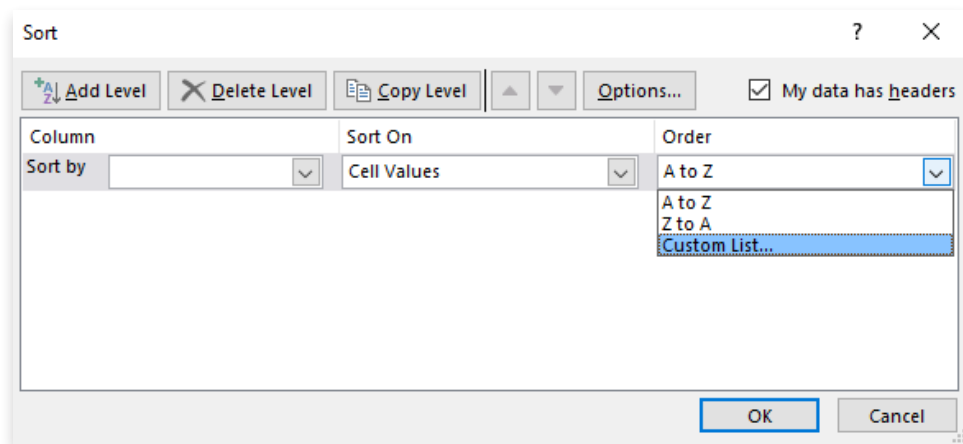 Sort ?
Add Level Delete Level Copy Level Options... My data has headers
Column Sort On Order
Sort by Cell Values A to Z
A to Z
Z to A
Custom List...
OK Cancel